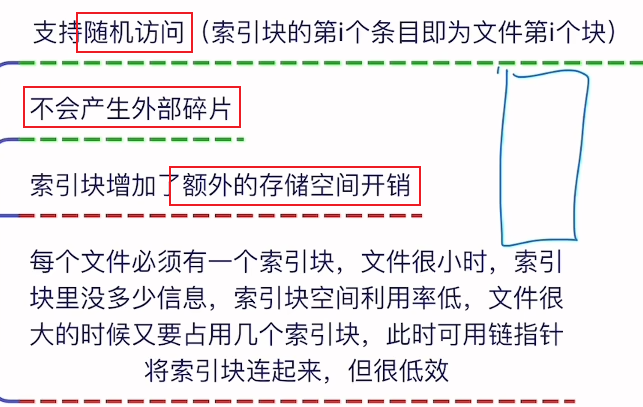 支持随机访问（索引块的第i个条目即为文件第i个块）
不会产生外部碎片
索引块增加了额外的存储空间开销
每个文件必须有一个索引块，文件很小时，索引
块里没多少信息，索引块空间利用率低，文件很
大的时候又要占用几个索引块，此时可用链指针
将索引块连起来，但很低效